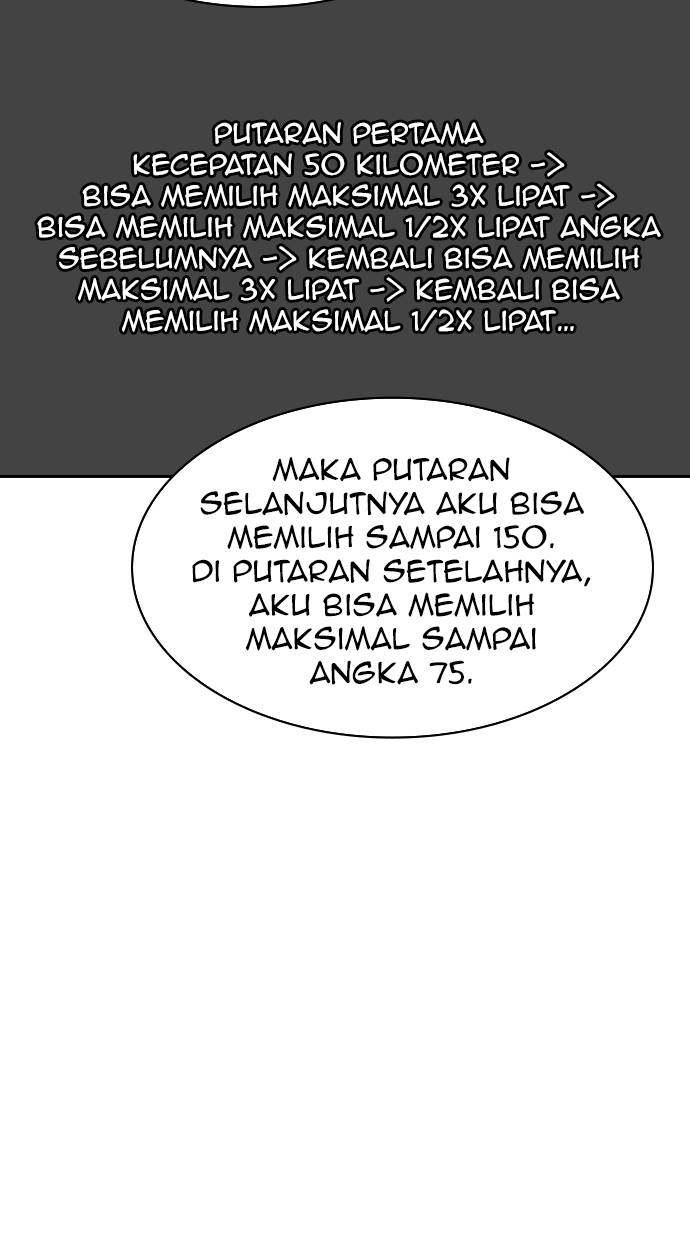 PUTARAN PERTAMA
KECEPATAN 50 KILOMETER –>
BISA MEMILIH MAKSIMAL 3X LIPAT –>
BISA MEMILIH MAKSIMAL 1/2X LIPAT ANGKA
SEBELUMNYA –> KEMBALI BISA MEMILIH
MAKSIMAL 3X LIPAT –> KEMBALI BISA
MEMILIH MAKSIMAL 1/2X LIPAT...
MAKA PUTARAN
SELANJUTNYA AKU BISA
MEMILIH SAMPAI 150.
DI PUTARAN SETELAHNYA,
AKU BISA MEMILIH
MAKSIMAL SAMPAI
ANGKA 75.